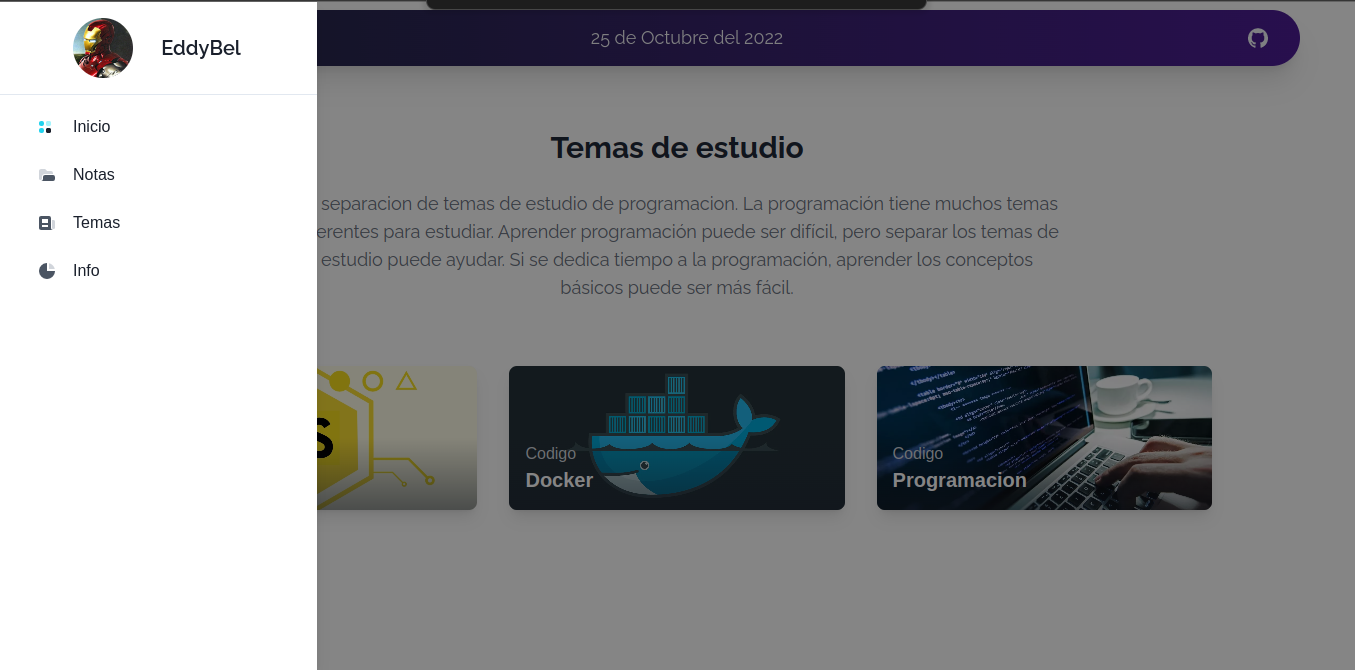 EddyBel
Inicio
Notas
Temas
Info
25 de Octubre del 2022
Temas de estudio
separacion de temas de estudio de programacion. La programación tiene muchos temas
erentes para estudiar. Aprender programación puede ser difícil, pero separar los temas de
estudio puede ayudar. Si se dedica tiempo a la programación, aprender los conceptos
básicos puede ser más fácil.
S
Codigo
Docker
Codigo
Programacion